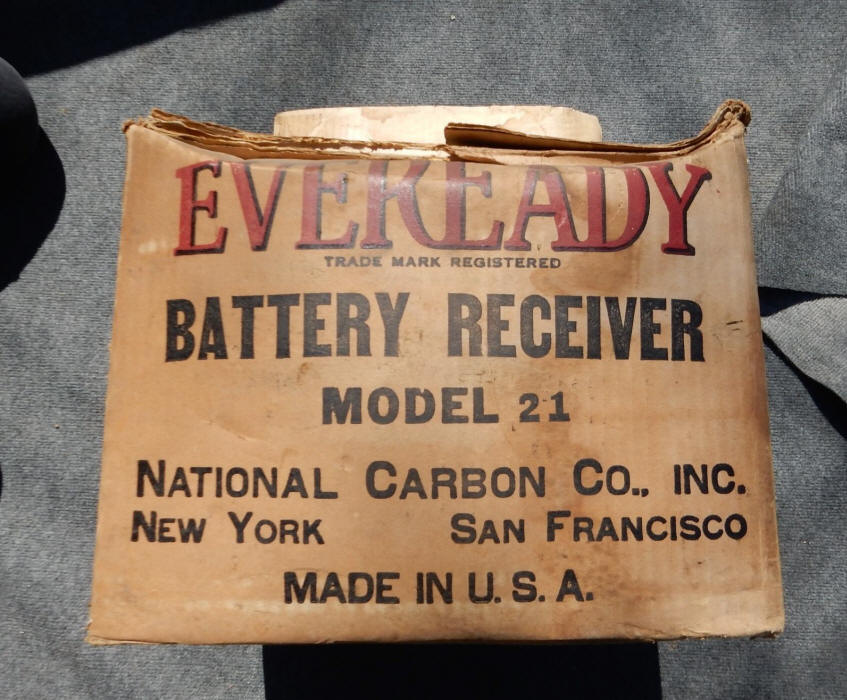 EVEREADY
TRADE MARK REGISTERED
BATTERY RECEIVER
MODEL 21
NATIONAL CARBON CO., INC.
NEW YORK SAN FRANCISCO
MADE IN U. S. A.